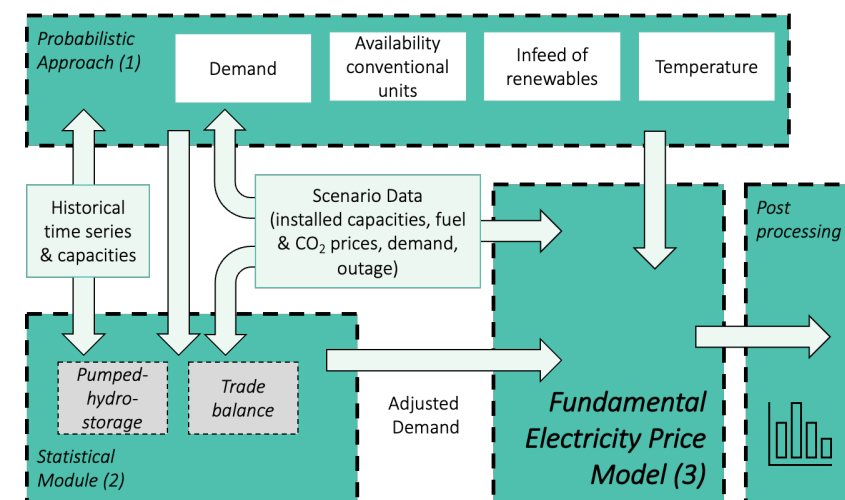 Probabilistic
Approach (1)
Demand
Availability
conventional
units
Infeed of
renewables
Temperature
Historical
time series
& capacities
Scenario Data
(installed capacities, fuel
& CO₂ prices, demand,
outage)
Post
processing
Pumped-
hydro-
storage
Trade
balance
Statistical
Module (2)
Adjusted
Demand
Fundamental
Electricity Price
Model (3)